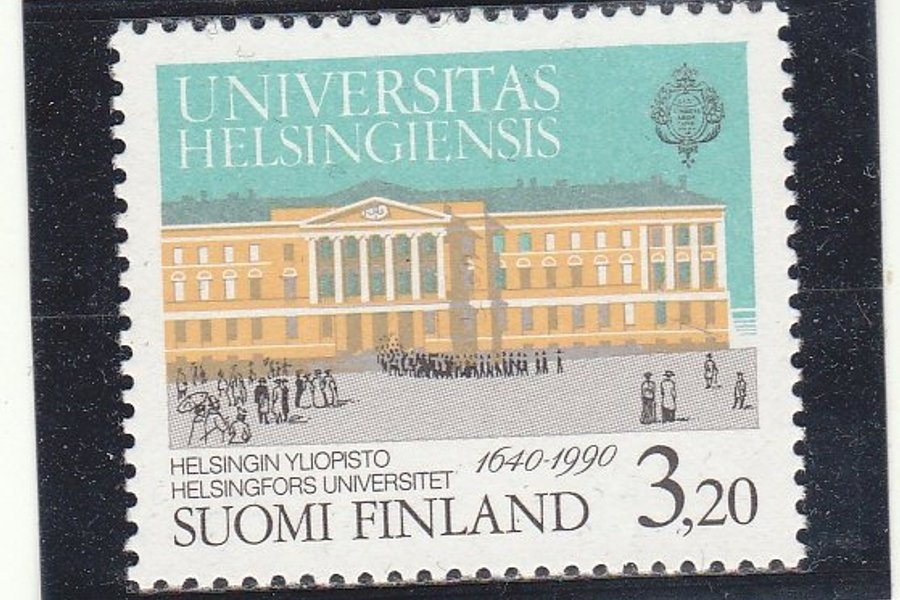 UNIVERSITAS
HELSINGIENSIS
HELSINGIN YLIOPISTO
HELSINGFORS UNIVERSITET
1640-1990
SUOMI FINLAND
3,20